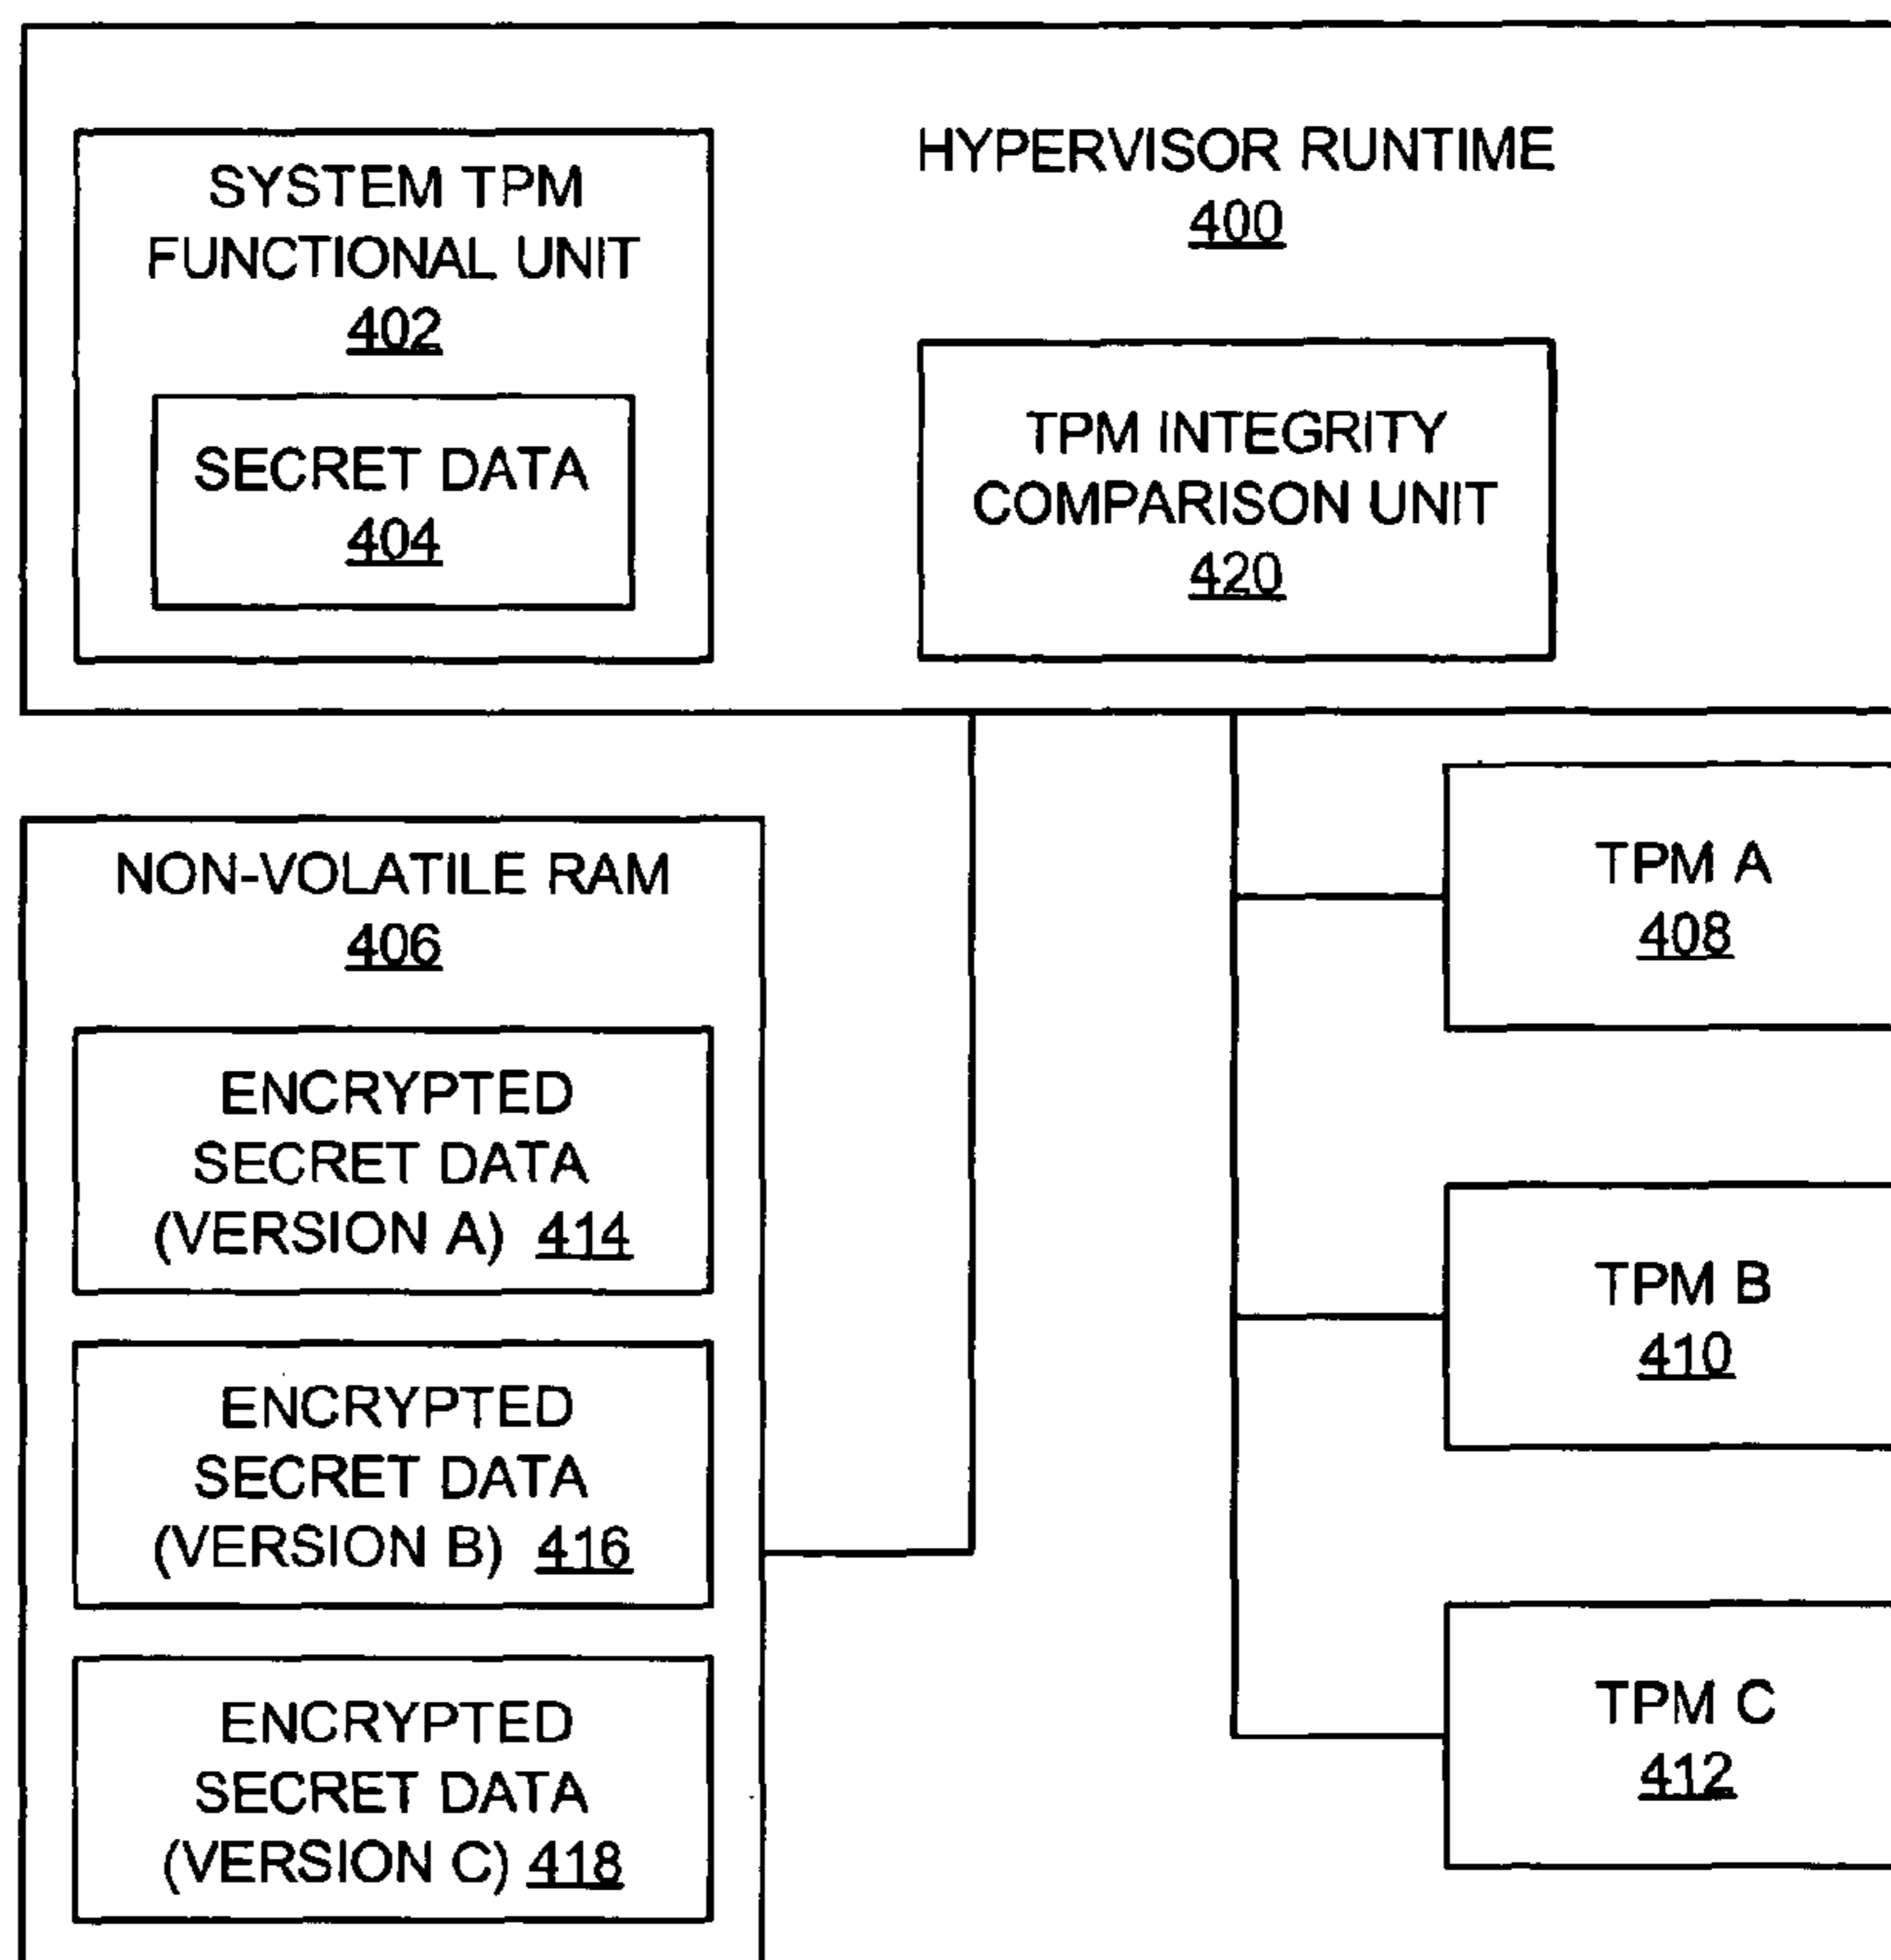 SYSTEM TPM
FUNCTIONAL UNIT
402
SECRET DATA
404
HYPERVISOR RUNTIME
400
TPM INTEGRITY
COMPARISON UNIT
420
NON-VOLATILE RAM
406
ENCRYPTED
SECRET DATA
(VERSION A) 414
ENCRYPTED
SECRET DATA
(VERSION B) 416
ENCRYPTED
SECRET DATA
(VERSION C) 418
TPM A
408
TPM B
410
TPM C
412